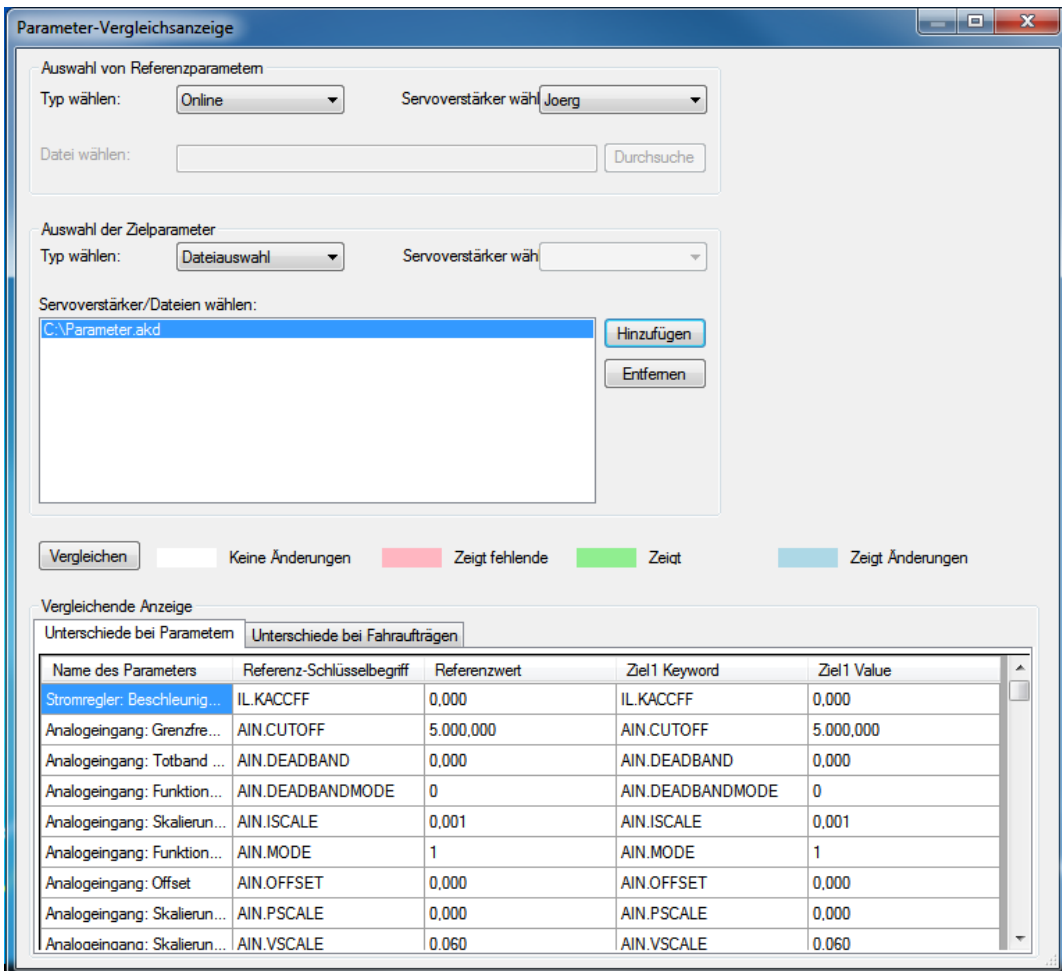 Parameter-Vergleichsanzeige
Auswahl von Referenzparametern
Typ wählen: Online Servoverstärker wähl Joerg
Datei wählen: Durchsuche
Auswahl der Zielparameter
Typ wählen: Dateiauswahl Servoverstärker wähl
Servoverstärker/Dateien wählen:
C:\Parameter.akd Hinzufügen
Entfernen
Vergleichen Keine Änderungen Zeigt fehlende Zeigt Zeigt Änderungen
Vergleichende Anzeige
Unterschiede bei Parametern Unterschiede bei Fahraufträgen
Name des Parameters Referenz-Schlüsselbegriff Referenzwert Ziel1 Keyword Ziel1 Value
Stromregler: Beschleunig... IL.KACCFF 0,000 IL.KACCFF 0,000
Analogeingang: Grenzfre... AIN.CUTOFF 5.000,000 AIN.CUTOFF 5.000,000
Analogeingang: Totband ... AIN.DEADBAND 0,000 AIN.DEADBAND 0,000
Analogeingang: Funktion... AIN.DEADBANDMODE 0 AIN.DEADBANDMODE 0
Analogeingang: Skalierun... AIN.ISCALE 0,001 AIN.ISCALE 0,001
Analogeingang: Funktion... AIN.MODE 1 AIN.MODE 1
Analogeingang: Offset AIN.OFFSET 0,000 AIN.OFFSET 0,000
Analogeingang: Skalierun... AIN.PSCALE 0,000 AIN.PSCALE 0,000
Analogeingang: Skalierun... AIN.VSCALE 0,060 AIN.VSCALE 0,060